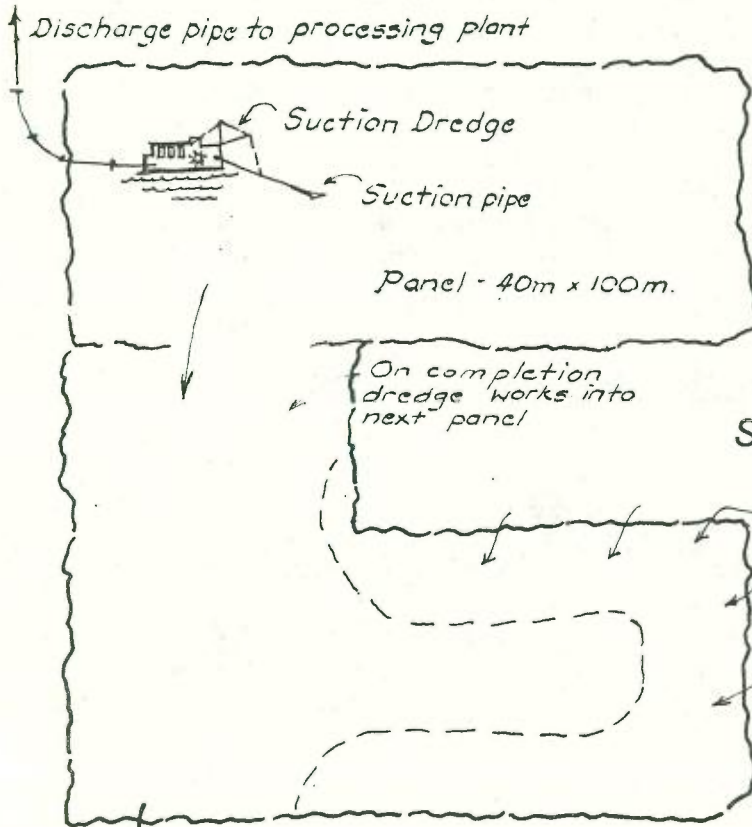 Discharge pipe to processing plant
Suction Dredge
Suction pipe
Panel - 40m x 100m.
On completion
dredge works into
next panel
S